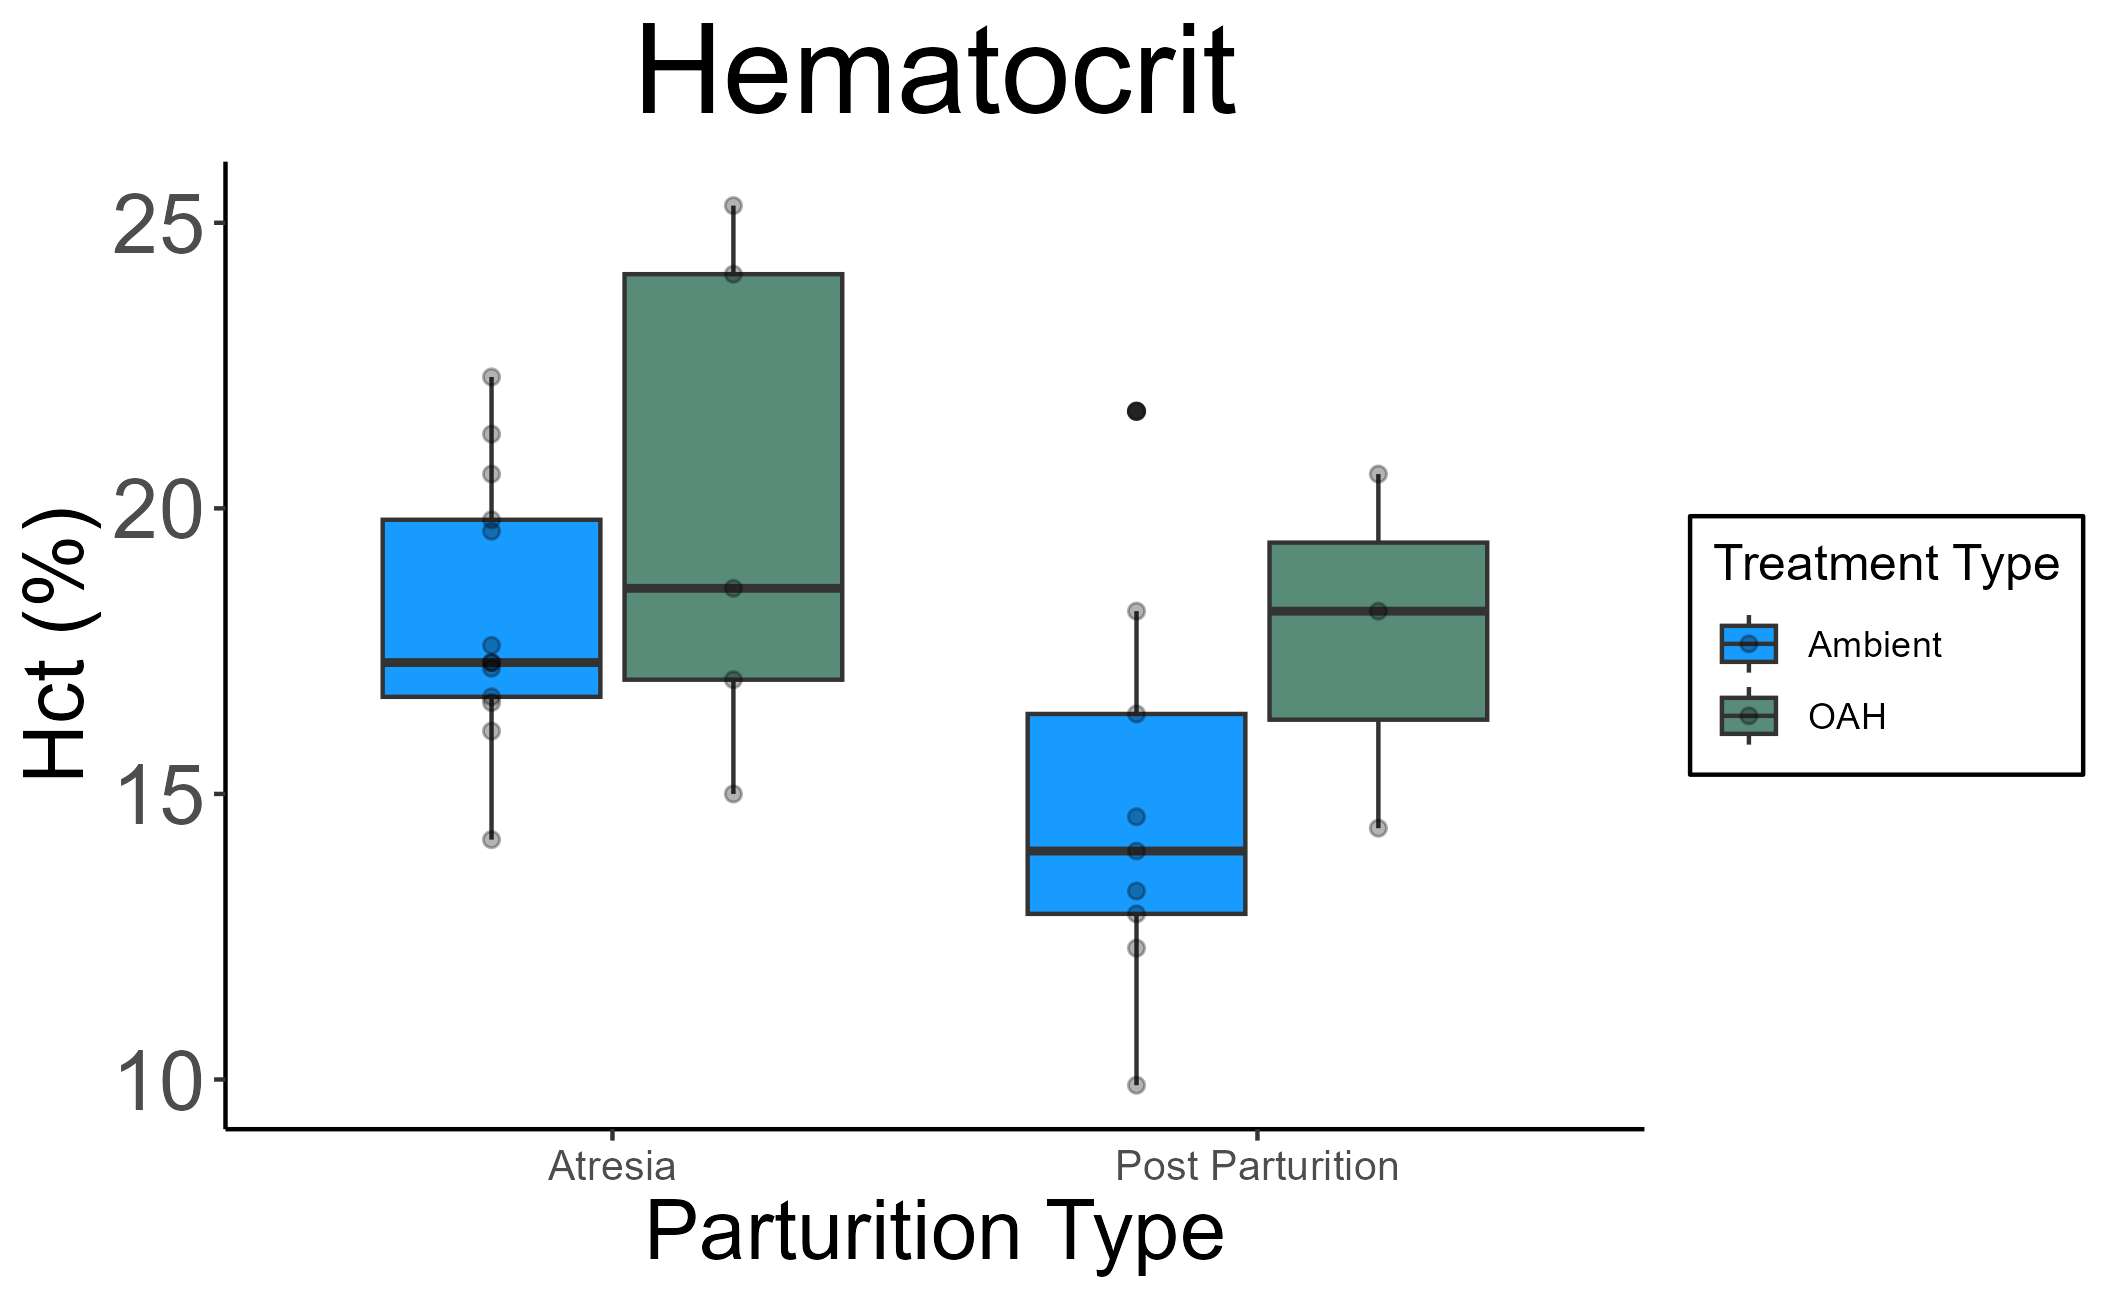 Hematocrit
25
20
15
10
Hct (%)
Atresia
Post Parturition
Parturition Type
Treatment Type
Ambient
OAH